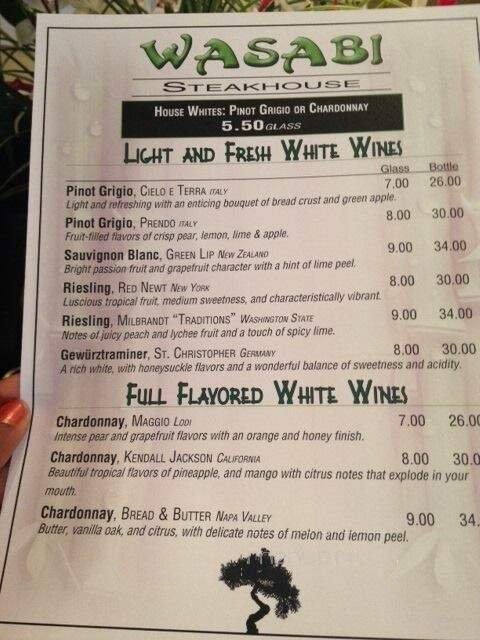 WASABI
STEAKHOUSE
HOUSE WHITES: PINOT GRIGIO OR CHARDONNAY
5.50 GLASS
LIGHT AND FRESH WHITE WINES
Glass Bottle
Pinot Grigio, CIELO E TERRA ITALY 7.00 26.00
Light and refreshing with an enticing bouquet of bread crust and green apple.
Pinot Grigio, PRENDO ITALY 8.00 30.00
Fruit-filled flavors of crisp pear, lemon, lime & apple.
Sauvignon Blanc, GREEN LIP NEW ZEALAND 9.00 34.00
Bright passion fruit and grapefruit character with a hint of lime peel.
Riesling, RED NEWT NEW YORK 8.00 30.00
Luscious tropical fruit, medium sweetness, and characteristically vibrant.
Riesling, MILBRANDT "TRADITIONS" WASHINGTON STATE 9.00 34.00
Notes of juicy peach and lychee fruit and a touch of spicy lime.
Gewürztraminer, ST. CHRISTOPHER GERMANY 8.00 30.00
A rich white, with honeysuckle flavors and a wonderful balance of sweetness and acidity.
FULL FLAVORED WHITE WINES
Chardonnay, MAGGIO LODI 7.00 26.00
Intense pear and grapefruit flavors with an orange and honey finish.
Chardonnay, KENDALL JACKSON CALIFORNIA 8.00 30.0
Beautiful tropical flavors of pineapple, and mango with citrus notes that explode in your
mouth.
Chardonnay, BREAD & BUTTER NAPA VALLEY 9.00 34.
Butter, vanilla oak, and citrus, with delicate notes of melon and lemon peel.